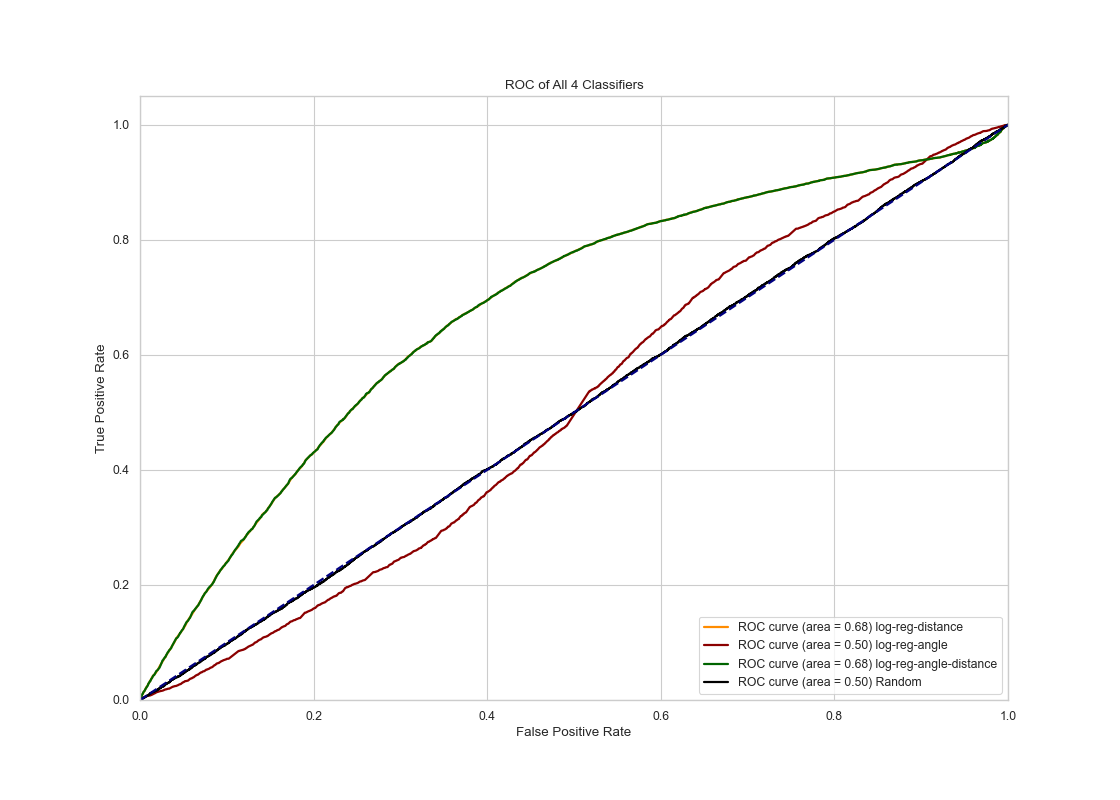 ROC of All 4 Classifiers
1.0
0.8
0.6
0.4
0.2
0.0
True Positive Rate
ROC curve (area = 0.68) log-reg-distance
ROC curve (area = 0.50) log-reg-angle
ROC curve (area = 0.68) log-reg-angle-distance
ROC curve (area = 0.50) Random
0.0 0.2 0.4 0.6 0.8 1.0
False Positive Rate